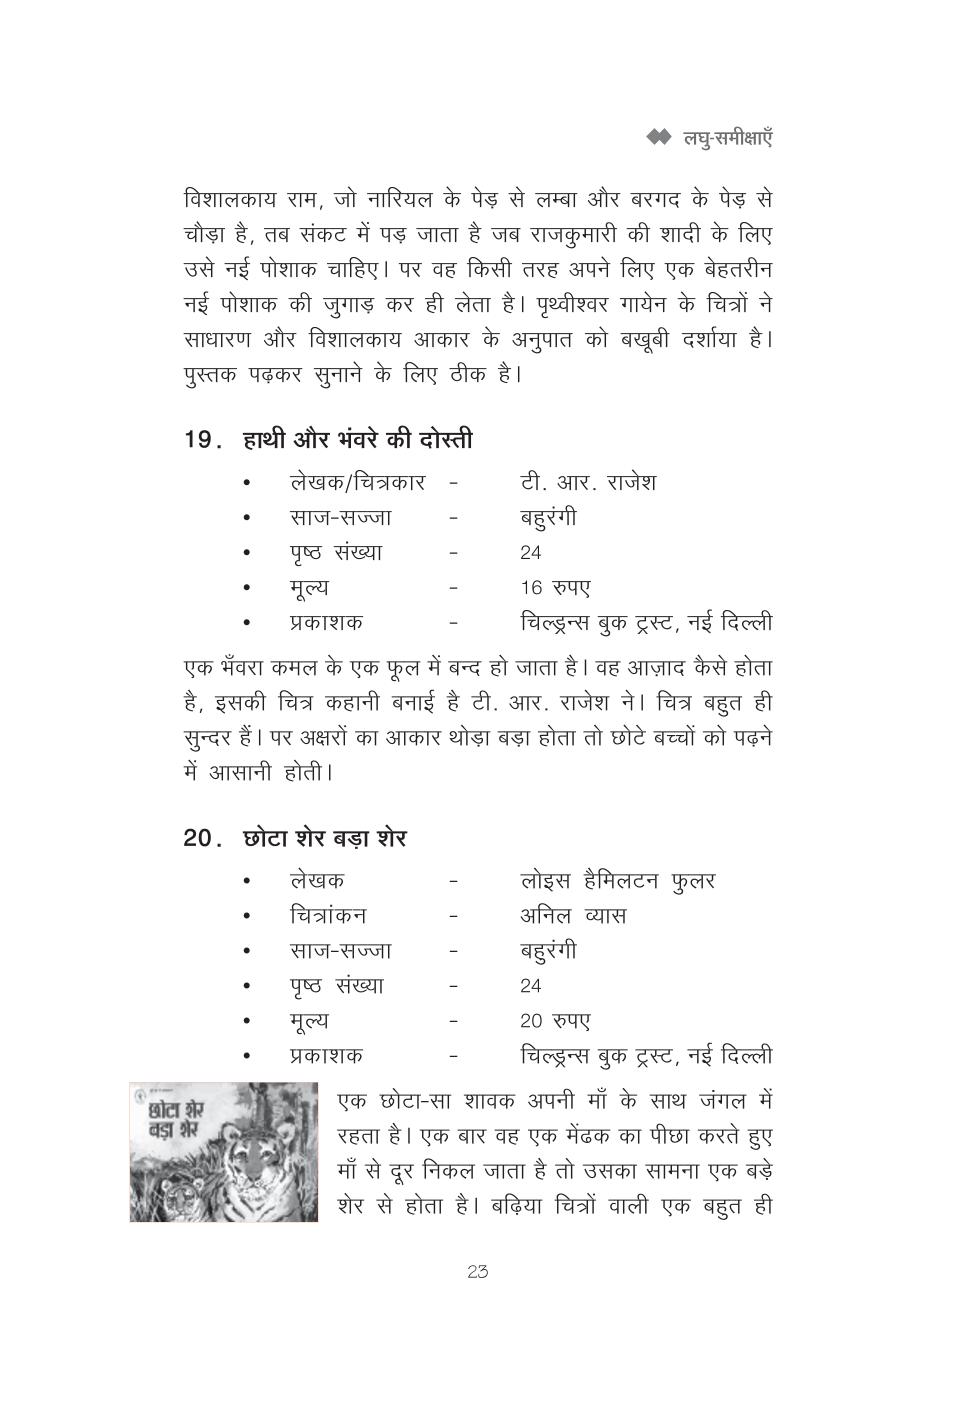 लघु-समीक्षाएँ
विशालकाय राम, जो नारियल के पेड़ से लम्बा और बरगद के पेड़ से
चौड़ा है, तब संकट में पड़ जाता है जब राजकुमारी की शादी के लिए
उसे नई पोशाक चाहिए। पर वह किसी तरह अपने लिए एक बेहतरीन
नई पोशाक की जुगाड़ कर ही लेता है। पृथ्वीश्वर गायेन के चित्रों ने
साधारण और विशालकाय आकार के अनुपात को बखूबी दर्शाया है।
पुस्तक पढ़कर सुनाने के लिए ठीक है।
19. हाथी और भंवरे की दोस्ती
• लेखक/चित्रकार - टी. आर. राजेश
• साज-सज्जा - बहुरंगी
• पृष्ठ संख्या - 24
• मूल्य - 16 रुपए
• प्रकाशक - चिल्ड्रन्स बुक ट्रस्ट, नई दिल्ली
एक भँवरा कमल के एक फूल में बन्द हो जाता है। वह आज़ाद कैसे होता
है, इसकी चित्र कहानी बनाई है टी. आर. राजेश ने। चित्र बहुत ही
सुन्दर हैं। पर अक्षरों का आकार थोड़ा बड़ा होता तो छोटे बच्चों को पढ़ने
में आसानी होती।
20. छोटा शेर बड़ा शेर
• लेखक - लोइस हैमिलटन फुलर
• चित्रांकन - अनिल व्यास
• साज-सज्जा - बहुरंगी
• पृष्ठ संख्या - 24
• मूल्य - 20 रुपए
• प्रकाशक - चिल्ड्रन्स बुक ट्रस्ट, नई दिल्ली
छोटा शेर
बड़ा शेर
एक छोटा-सा शावक अपनी माँ के साथ जंगल में
रहता है। एक बार वह एक मेंढक का पीछा करते हुए
माँ से दूर निकल जाता है तो उसका सामना एक बड़े
शेर से होता है। बढ़िया चित्रों वाली एक बहुत ही
23